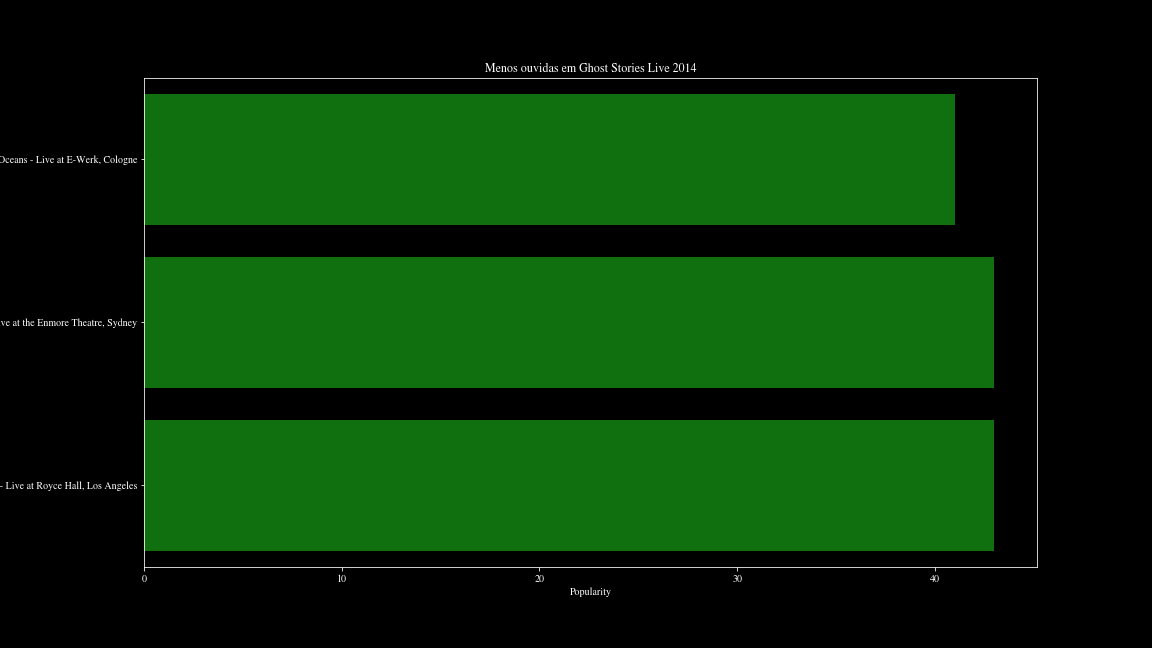 Menos ouvidas em Ghost Stories Live 2014
Oceans - Live at E-Werk, Cologne
at the Enmore Theatre, Sydney
- Live at Royce Hall, Los Angeles
0 10 20 30 40
Popularity